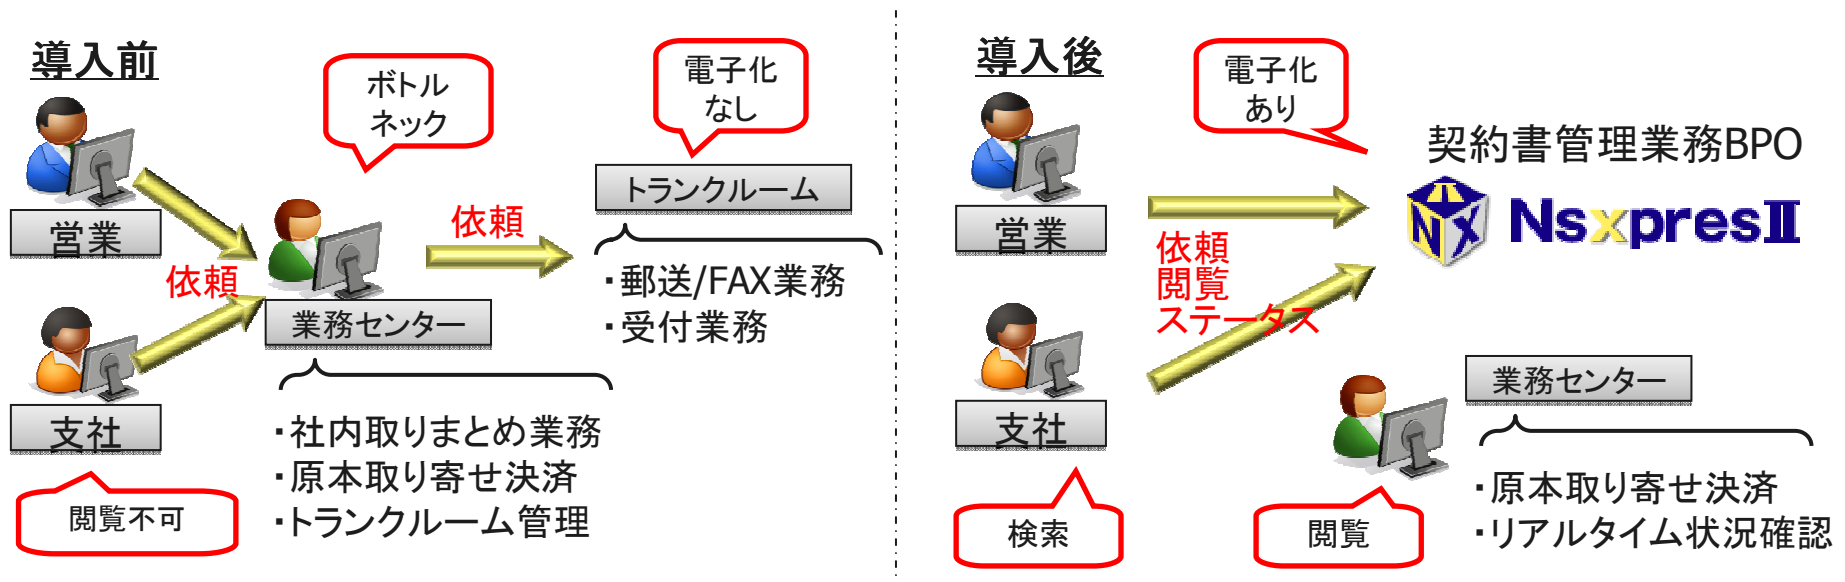 導入前
ボトル
ネック
電子化
なし
トランクルーム
営業
依頼
依頼
・郵送/FAX業務
・受付業務
業務センター
支社
・社内取りまとめ業務
・原本取り寄せ決済
・トランクルーム管理
閲覧不可
導入後
電子化
あり
契約書管理業務BPO
NX
NsxpresⅡ
営業
依頼
閲覧
ステータス
業務センター
支社
・原本取り寄せ決済
・リアルタイム状況確認
検索
閲覧